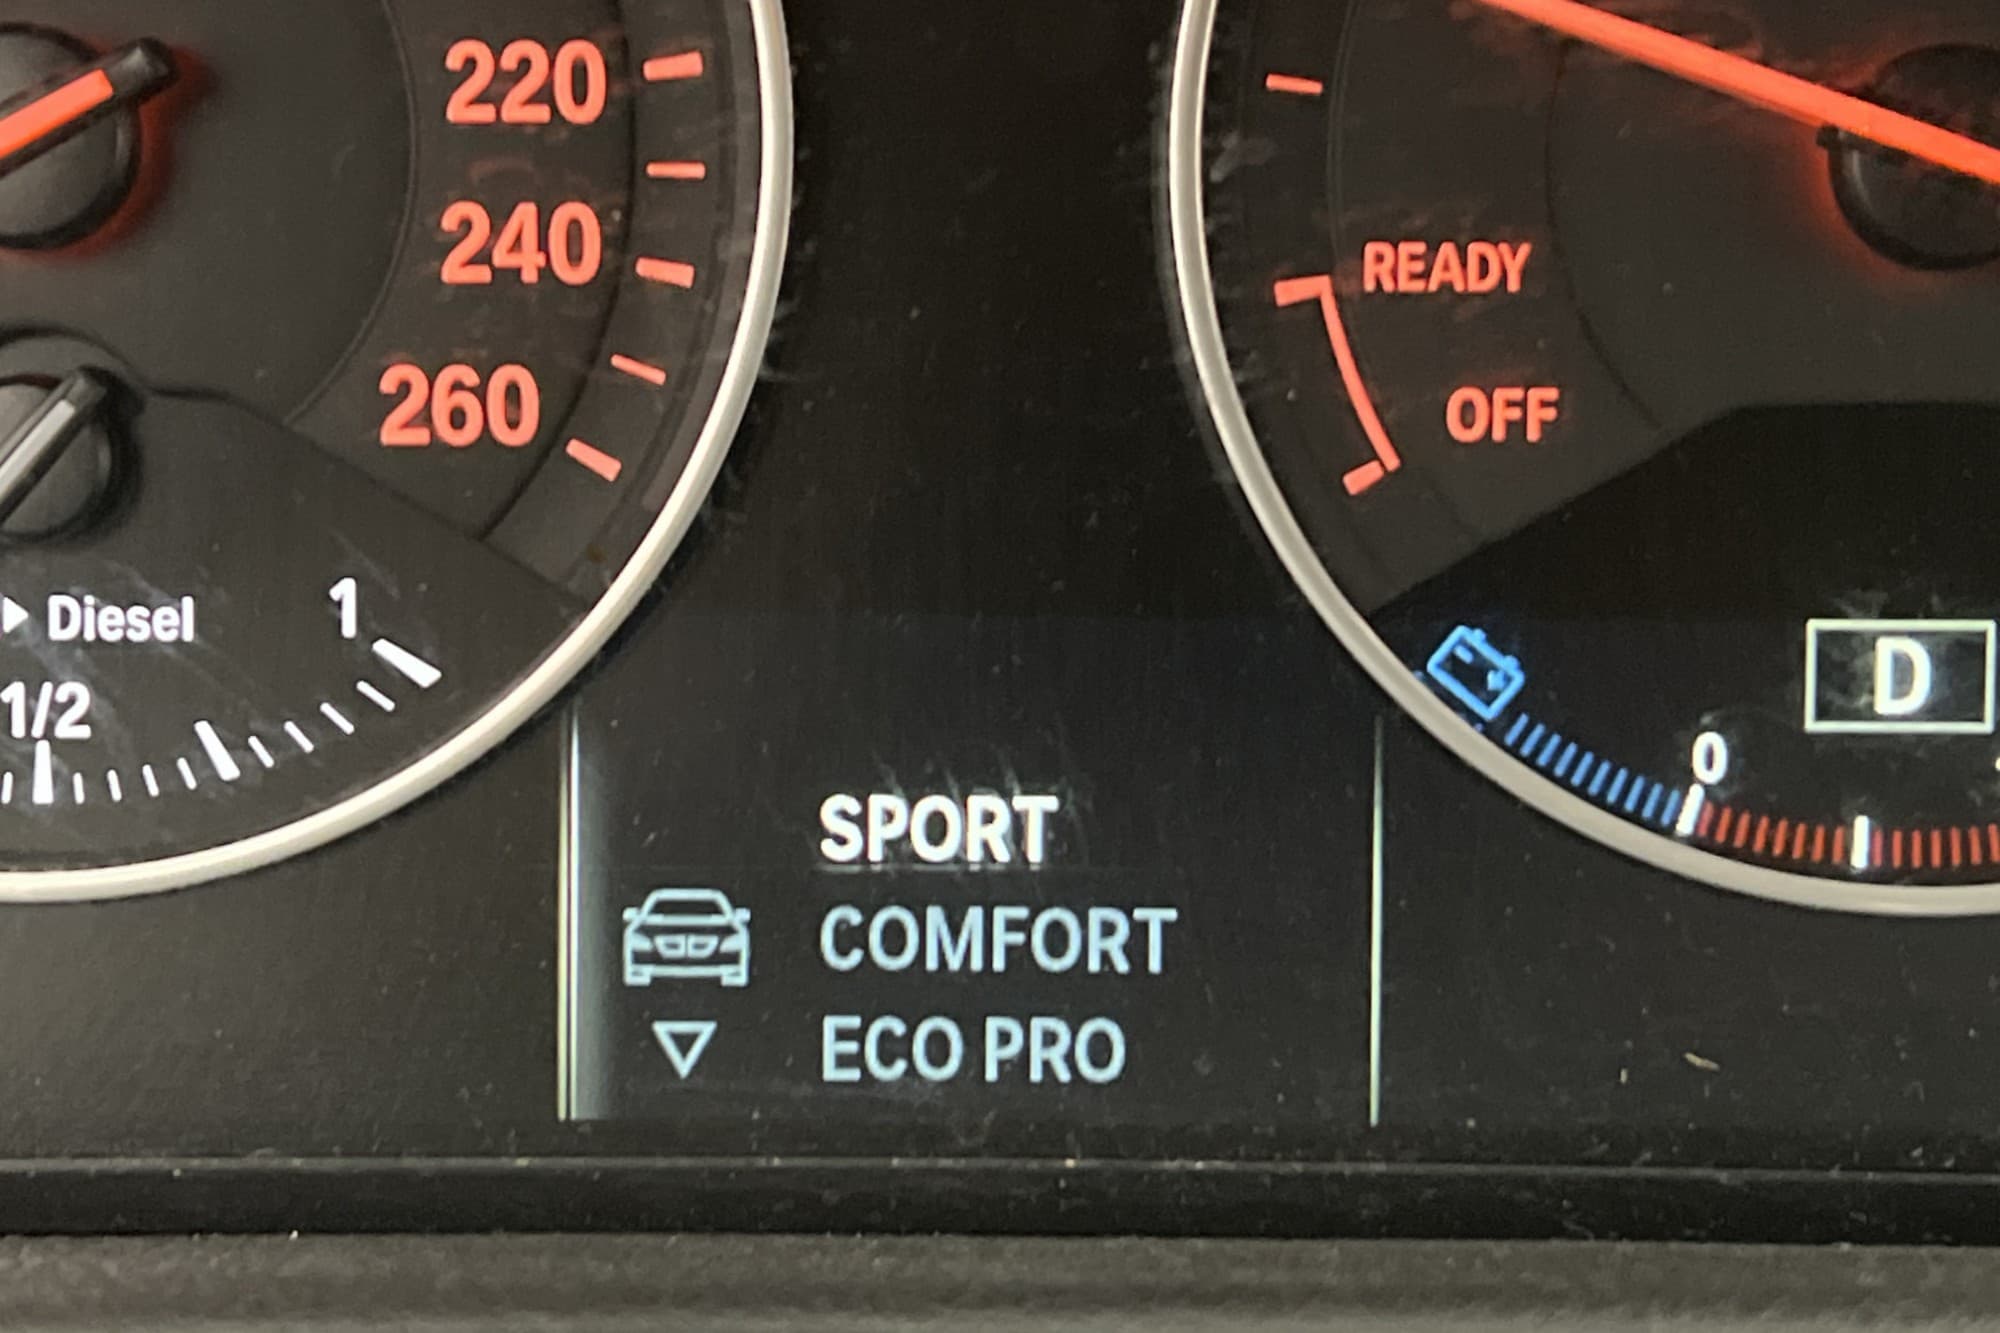 220
240
260
READY
OFF
Diesel
1
1/2
D
0
SPORT
COMFORT
ECO PRO